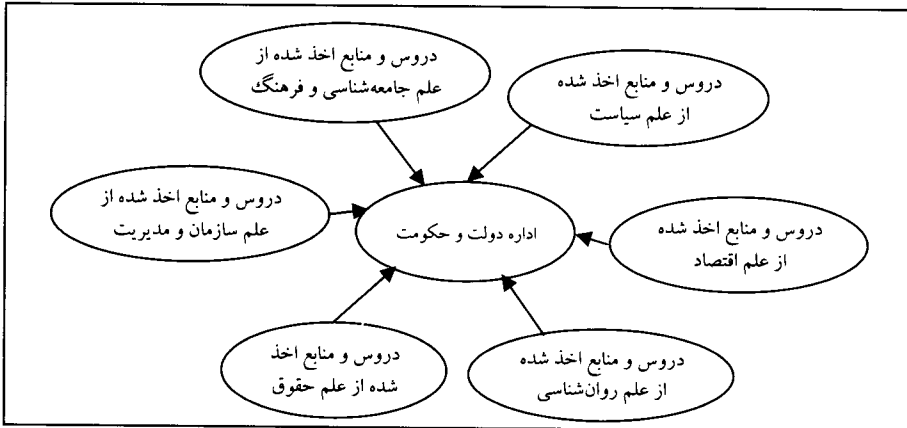 دروس و منابع اخذ شده از
علم جامعه‌شناسی و فرهنگ
دروس و منابع اخذ شده
از علم سیاست
دروس و منابع اخذ شده از
علم سازمان و مدیریت
اداره دولت و حکومت
دروس و منابع اخذ شده
از علم اقتصاد
دروس و منابع اخذ
شده از علم حقوق
دروس و منابع اخذ شده
از علم روان‌شناسی